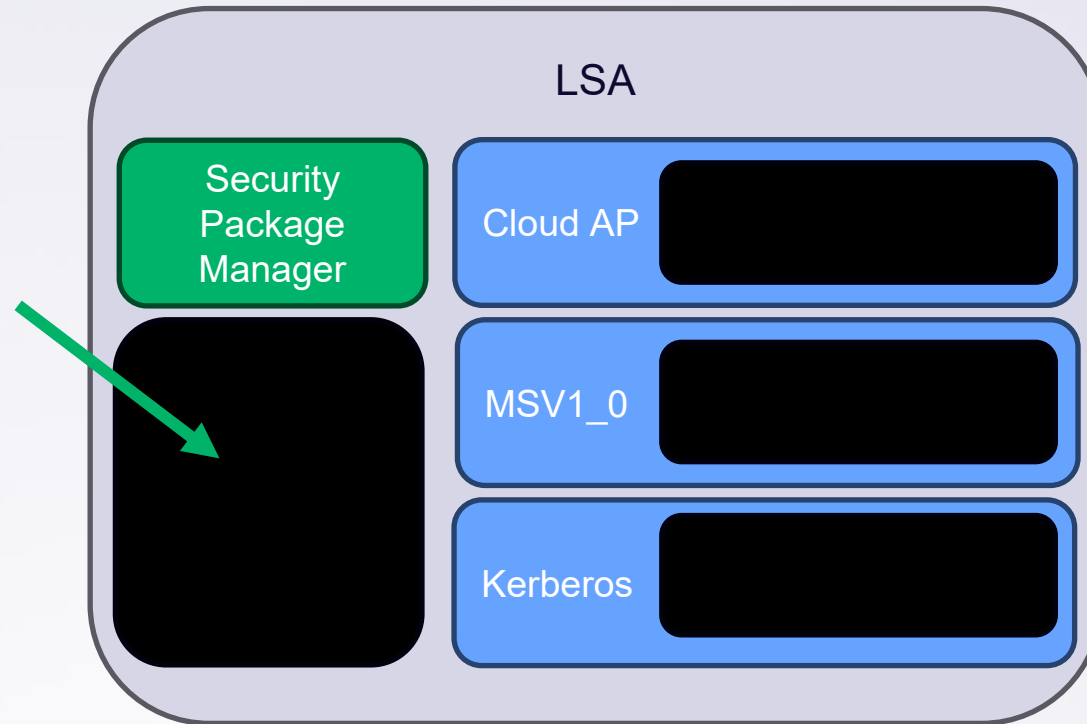 LSA
Security
Package
Manager
Cloud AP
MSV1_0
Kerberos